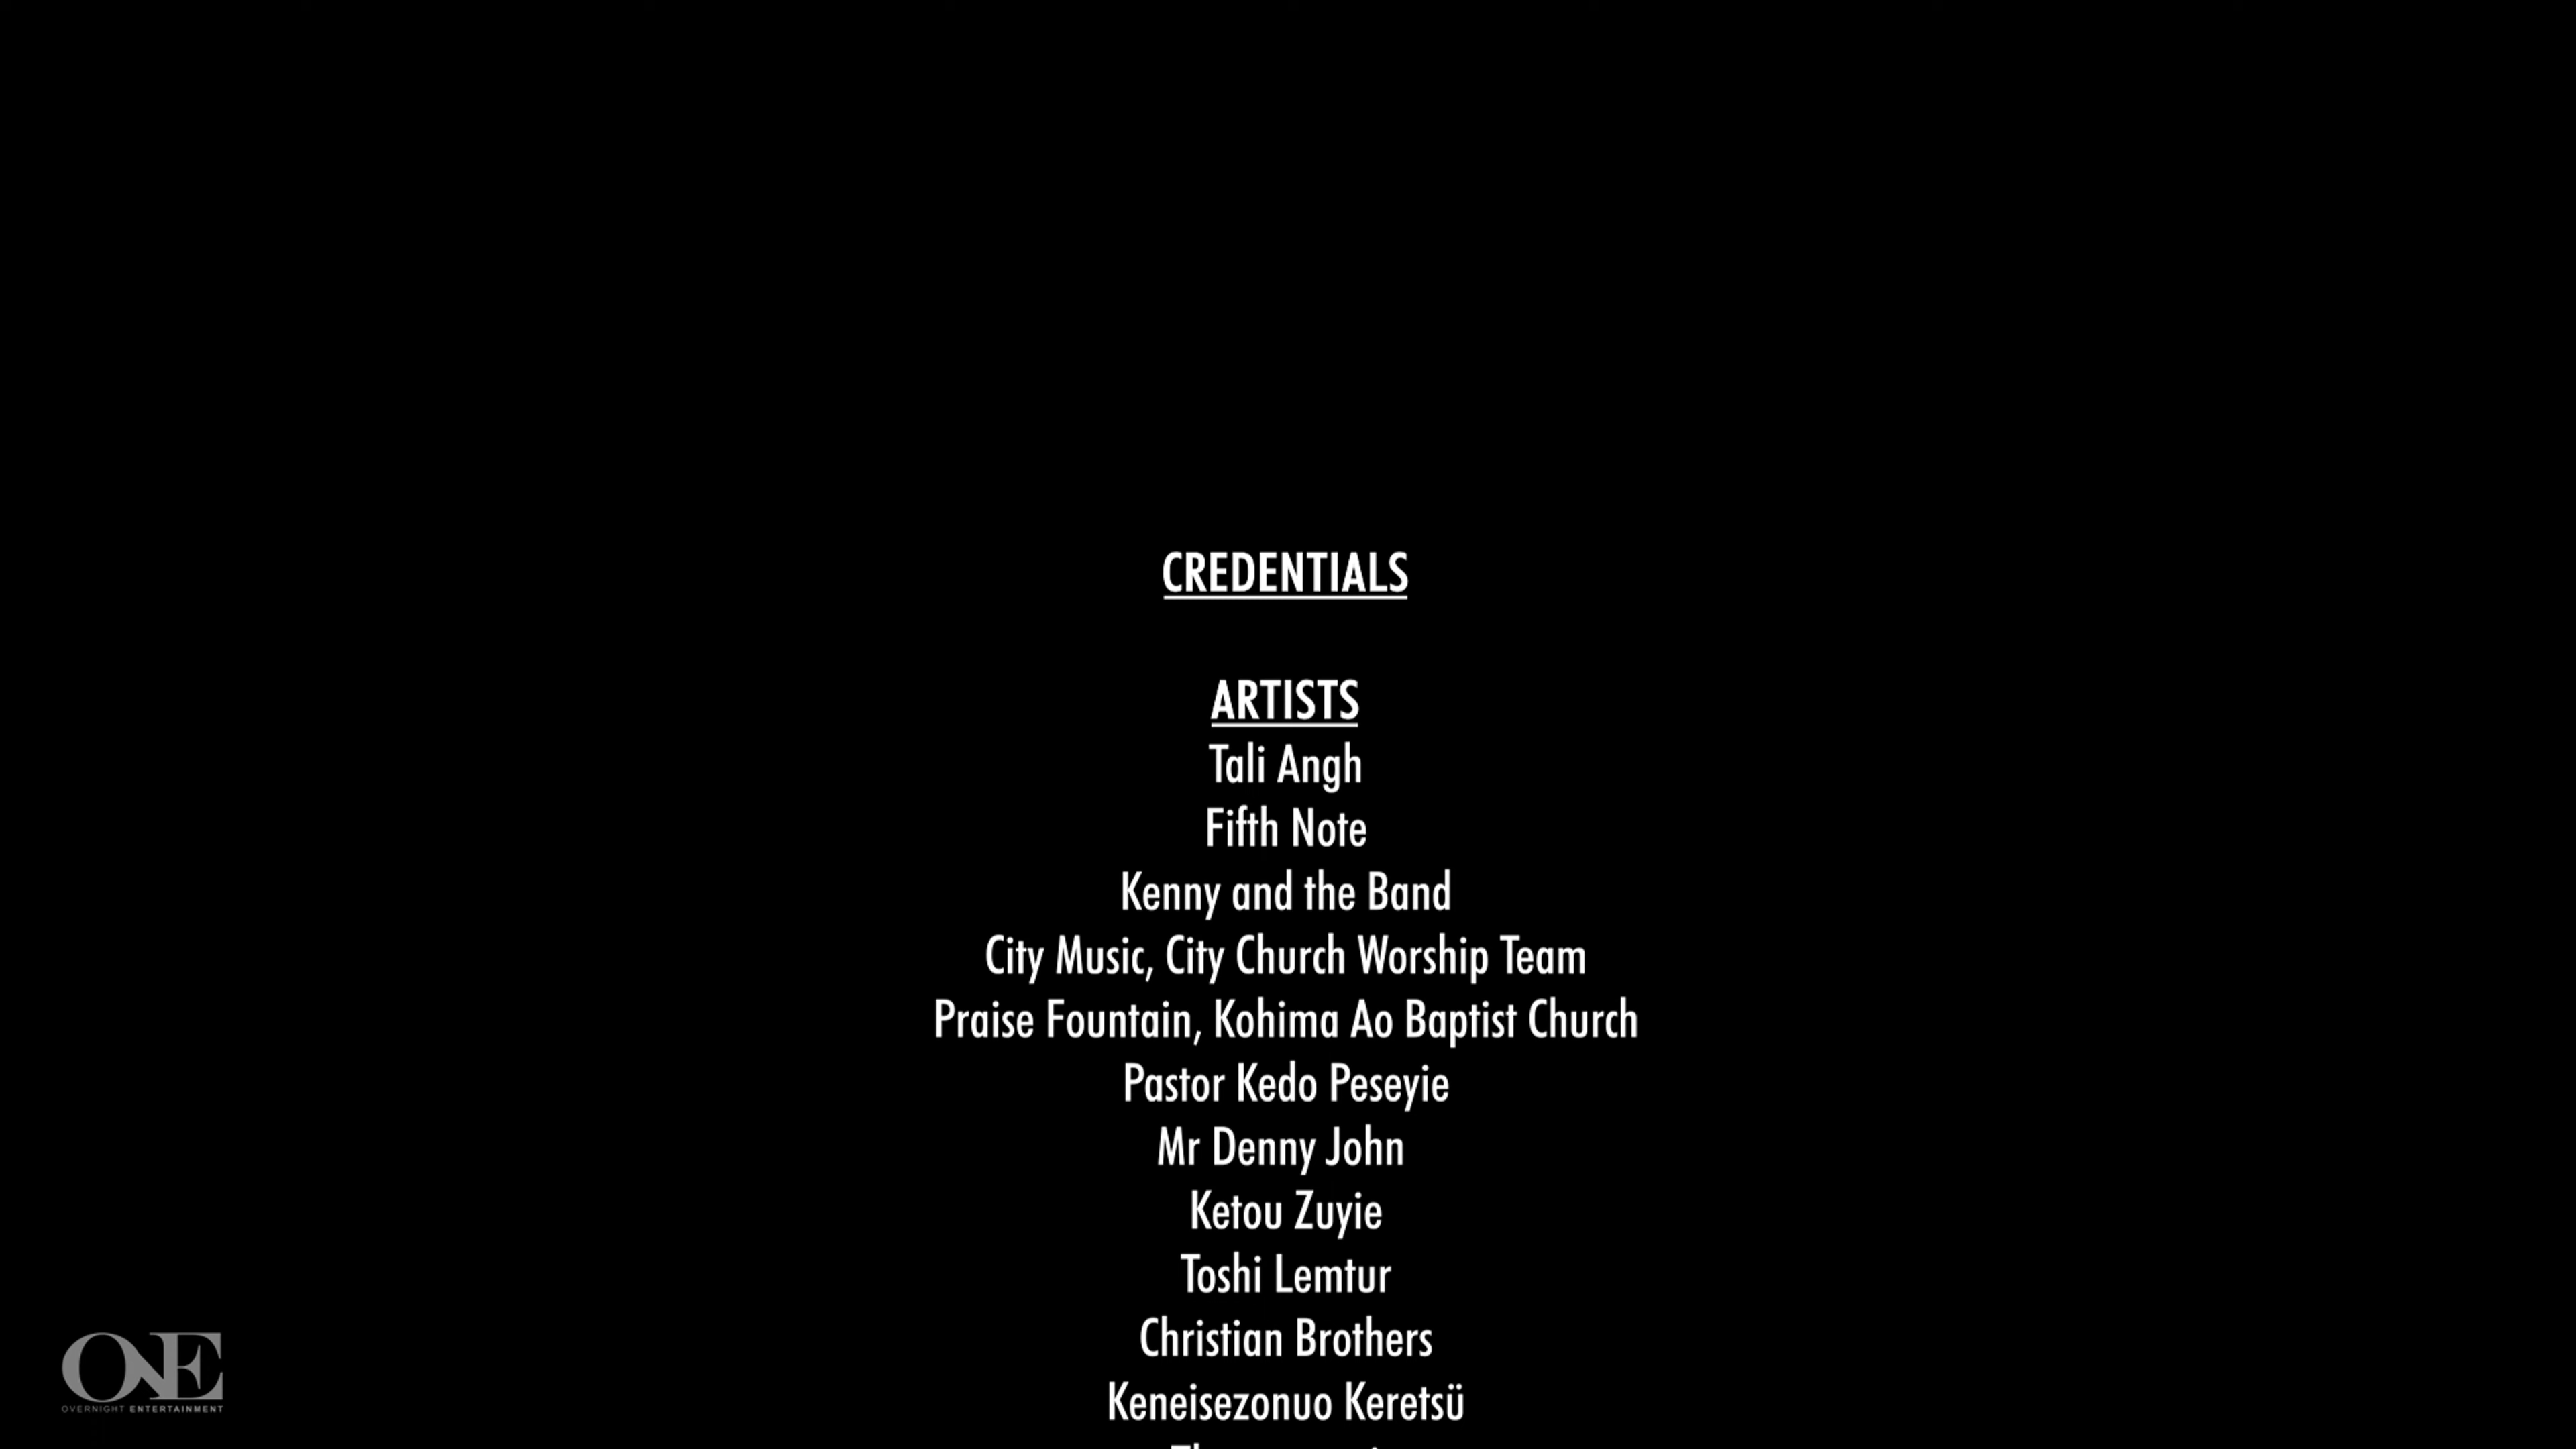 CREDENTIALS
ARTISTS
Tali Angh
Fifth Note
Kenny and the Band
City Music, City Church Worship Team
Praise Fountain, Kohima Ao Baptist Church
Pastor Kedo Peseyie
Mr Denny John
Ketou Zuyie
Toshi Lemtur
Christian Brothers
Keneisezonuo Keretsü
ONE
OVERNIGHT ENTERTAINMENT